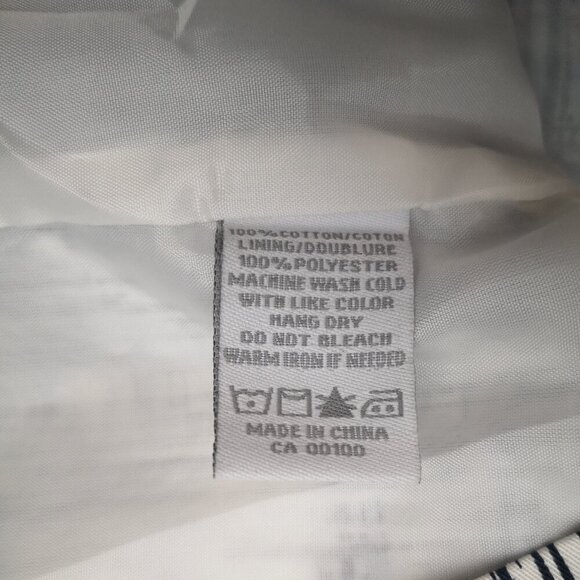 100% COTTON/COTON
LINING/DOUBLURE
100% POLYESTER
MACHINE WASH COLD
WITH LIKE COLOR
HANG DRY
DO NOT BLEACH
WARM IRON IF NEEDED
MADE IN CHINA
CA 00100